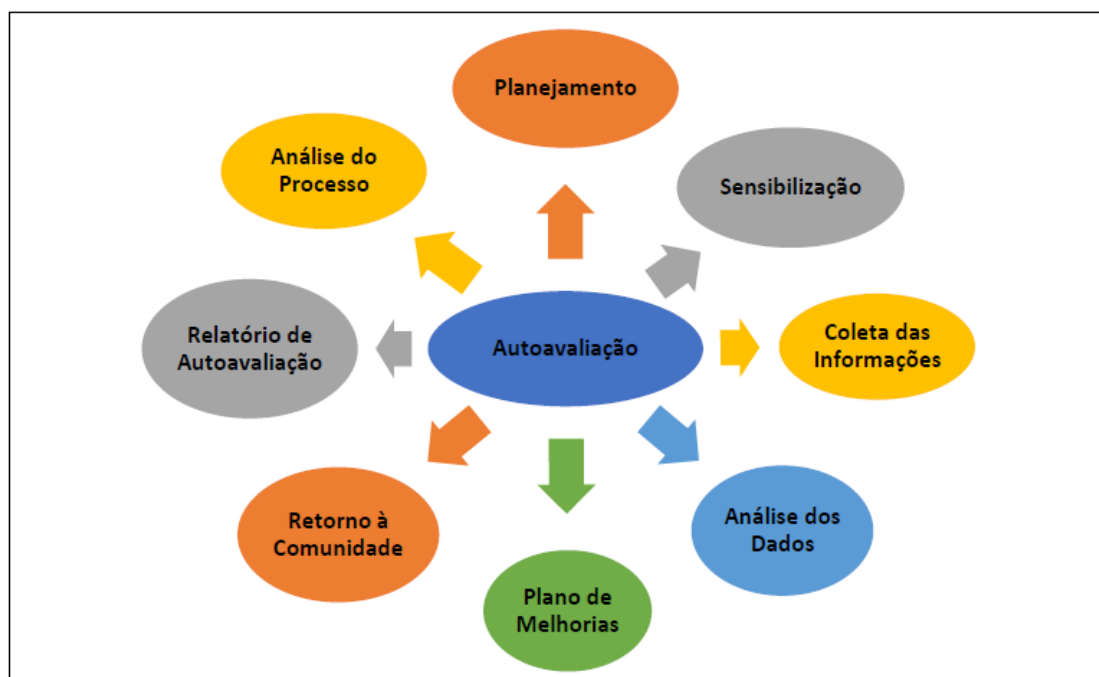 Planejamento
Sensibilização
Coleta das
Informações
Análise dos
Dados
Plano de
Melhorias
Retorno à
Comunidade
Relatório de
Autoavaliação
Análise do
Processo
Autoavaliação